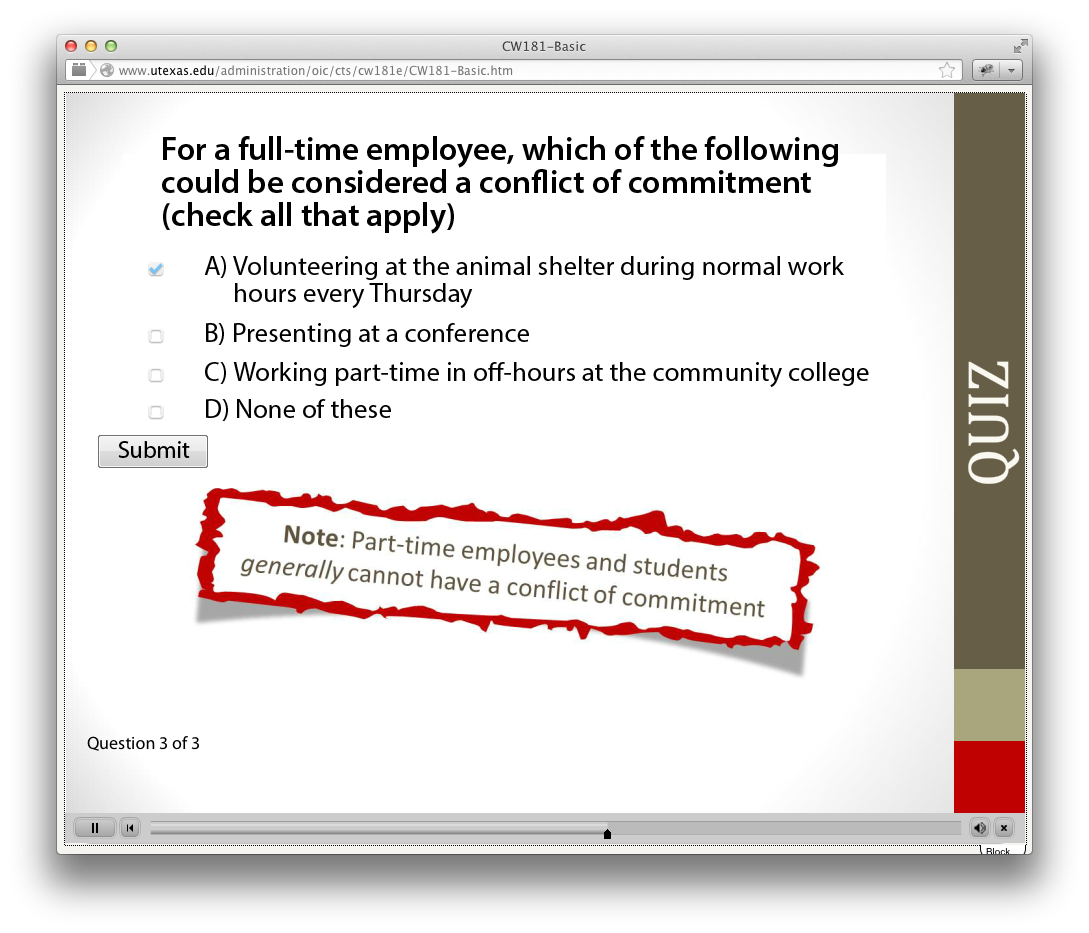 CW181-Basic
www.utexas.edu/administration/oic/cts/cw181e/CW181-Basic.htm
For a full-time employee, which of the following
could be considered a conflict of commitment
(check all that apply)
A) Volunteering at the animal shelter during normal work
hours every Thursday
B) Presenting at a conference
C) Working part-time in off-hours at the community college
D) None of these
Submit
QUIZ
Note: Part-time employees and students
generally cannot have a conflict of commitment
Question 3 of 3
Block